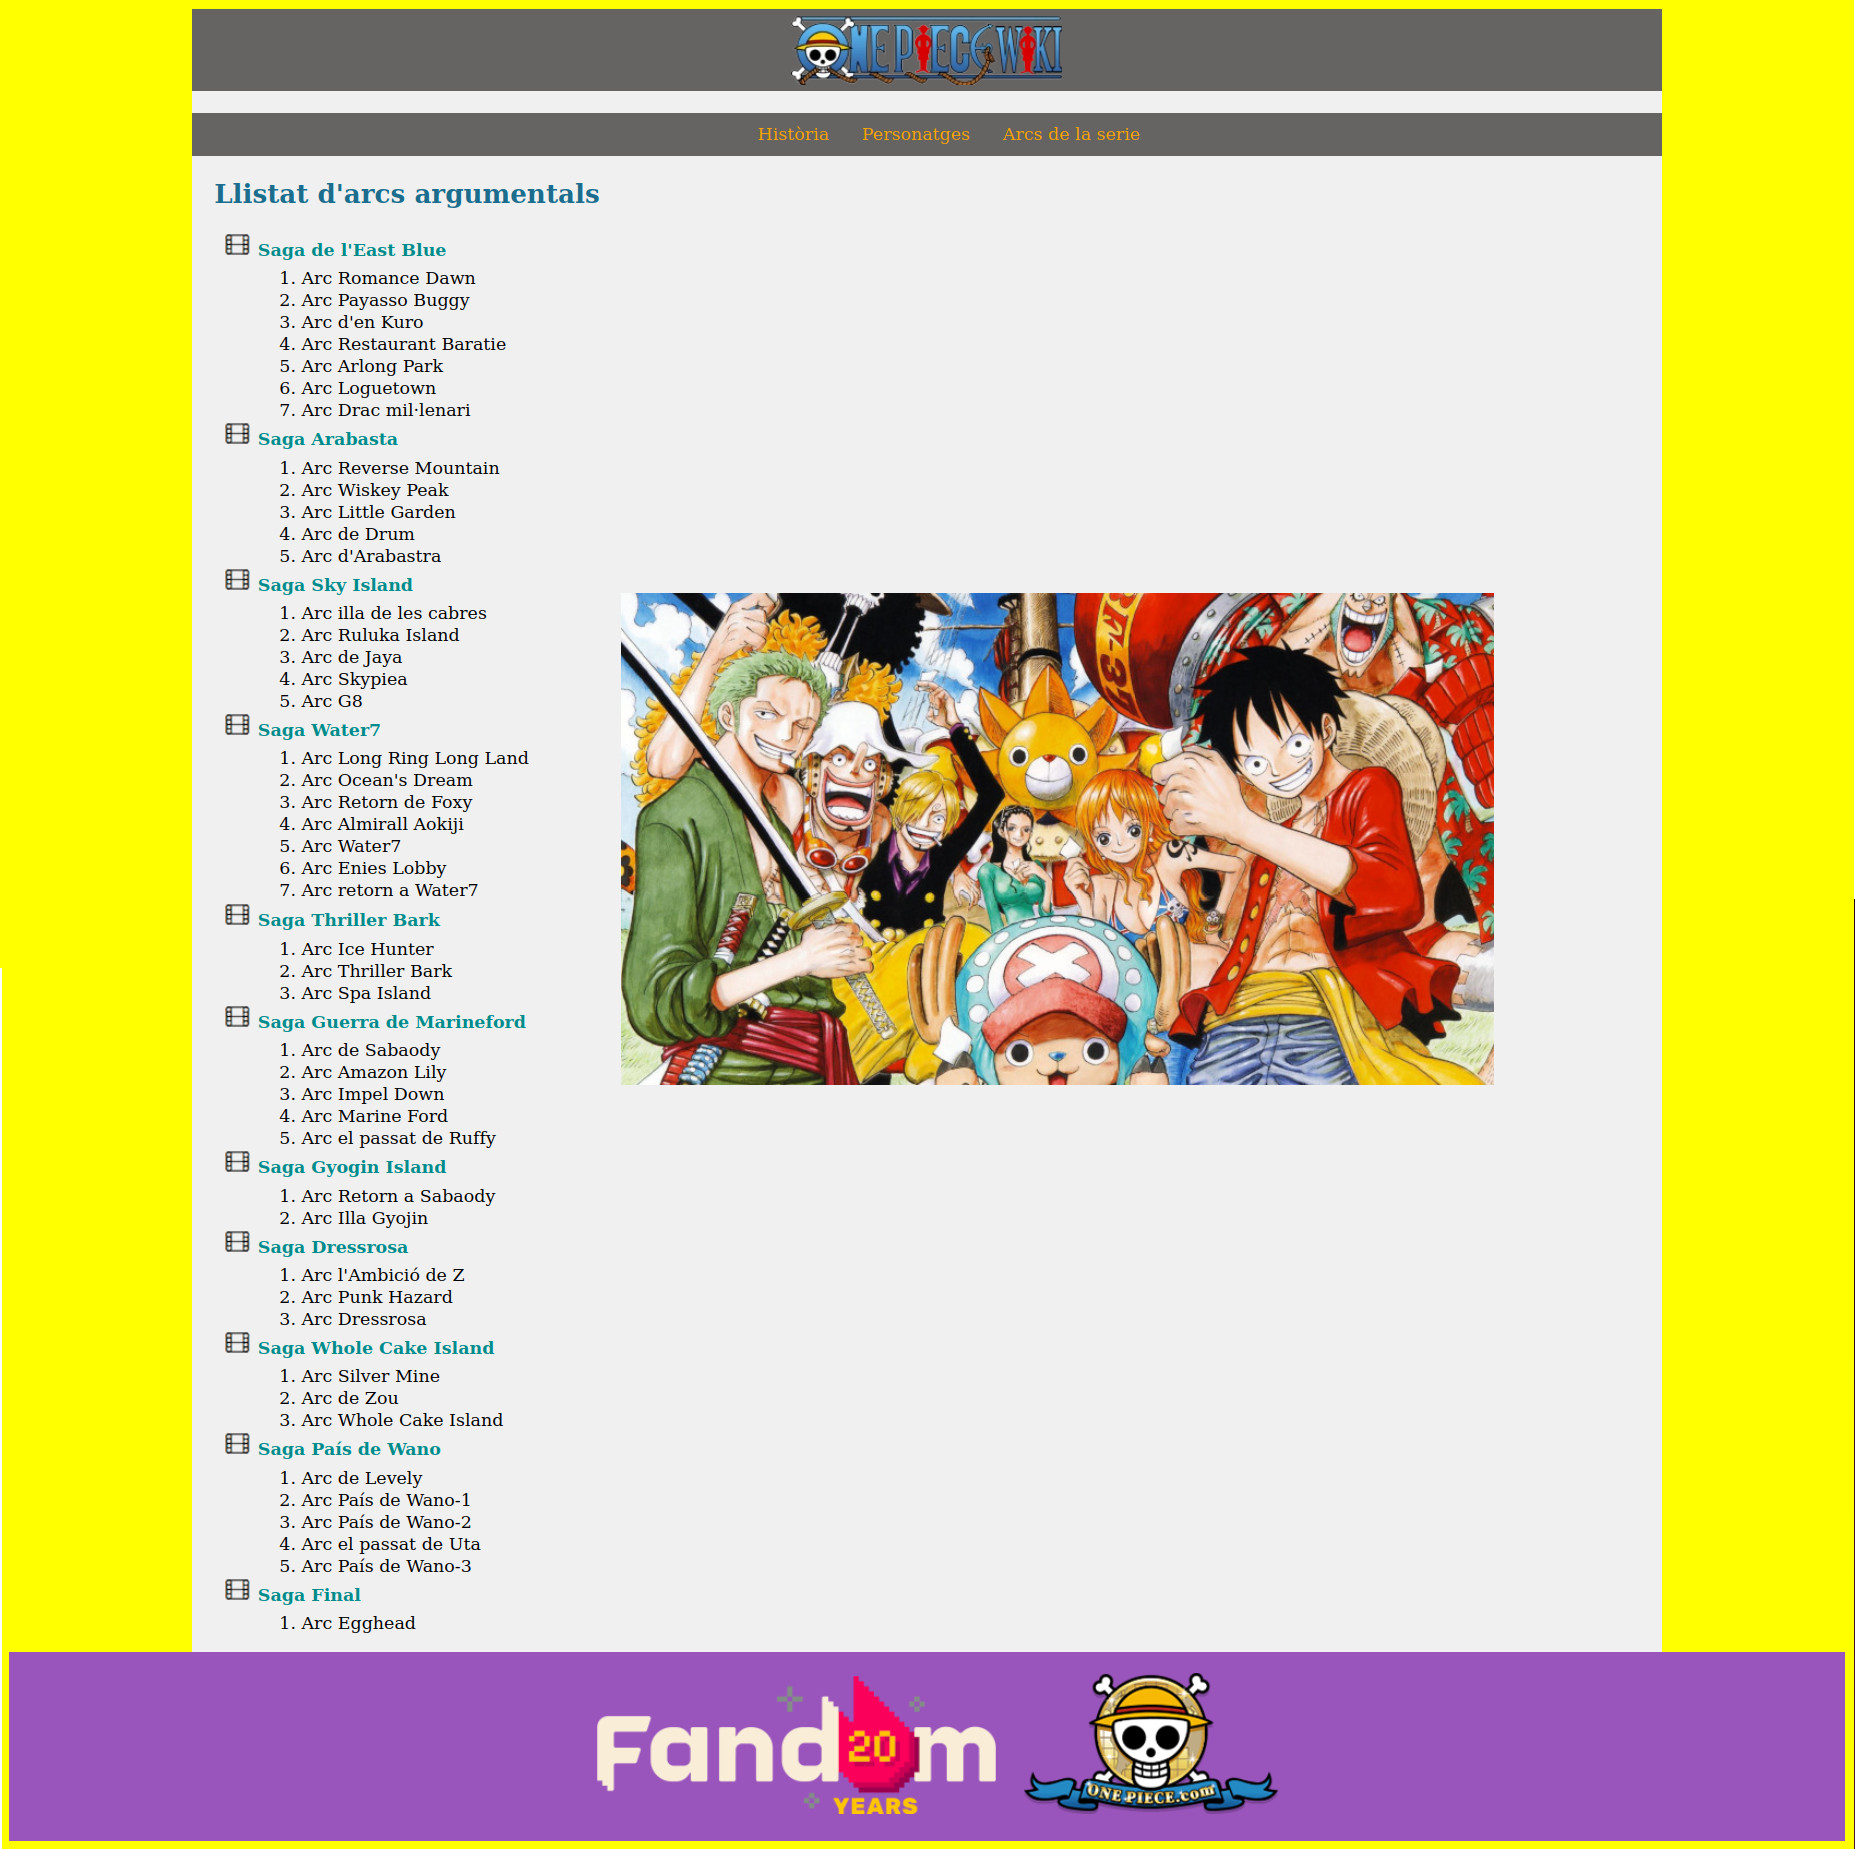 ONE PIECE WIKI
Història Personatges Arcs de la serie
Llistat d'arcs argumentals
Saga de l'East Blue
1. Arc Romance Dawn
2. Arc Payasso Buggy
3. Arc d'en Kuro
4. Arc Restaurant Baratie
5. Arc Arlong Park
6. Arc Loguetown
7. Arc Drac mil·lenari
Saga Arabasta
1. Arc Reverse Mountain
2. Arc Wiskey Peak
3. Arc Little Garden
4. Arc de Drum
5. Arc d'Arabastra
Saga Sky Island
1. Arc illa de les cabres
2. Arc Ruluka Island
3. Arc de Jaya
4. Arc Skypiea
5. Arc G8
Saga Water7
1. Arc Long Ring Long Land
2. Arc Ocean's Dream
3. Arc Retorn de Foxy
4. Arc Almirall Aokiji
5. Arc Water7
6. Arc Enies Lobby
7. Arc retorn a Water7
Saga Thriller Bark
1. Arc Ice Hunter
2. Arc Thriller Bark
3. Arc Spa Island
Saga Guerra de Marineford
1. Arc de Sabaody
2. Arc Amazon Lily
3. Arc Impel Down
4. Arc Marine Ford
5. Arc el passat de Ruffy
Saga Gyogin Island
1. Arc Retorn a Sabaody
2. Arc Illa Gyojin
Saga Dressrosa
1. Arc l'Ambició de Z
2. Arc Punk Hazard
3. Arc Dressrosa
Saga Whole Cake Island
1. Arc Silver Mine
2. Arc de Zou
3. Arc Whole Cake Island
Saga País de Wano
1. Arc de Levely
2. Arc País de Wano-1
3. Arc País de Wano-2
4. Arc el passat de Uta
5. Arc País de Wano-3
Saga Final
1. Arc Egghead
Fandom
20
YEARS
ONE PIECE.com